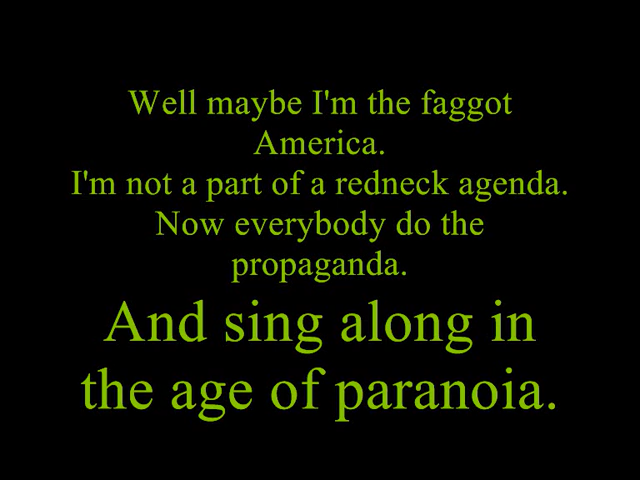 Well maybe I'm the faggot
America.
I'm not a part of a redneck agenda.
Now everybody do the
propaganda.
And sing along in
the age of paranoia.